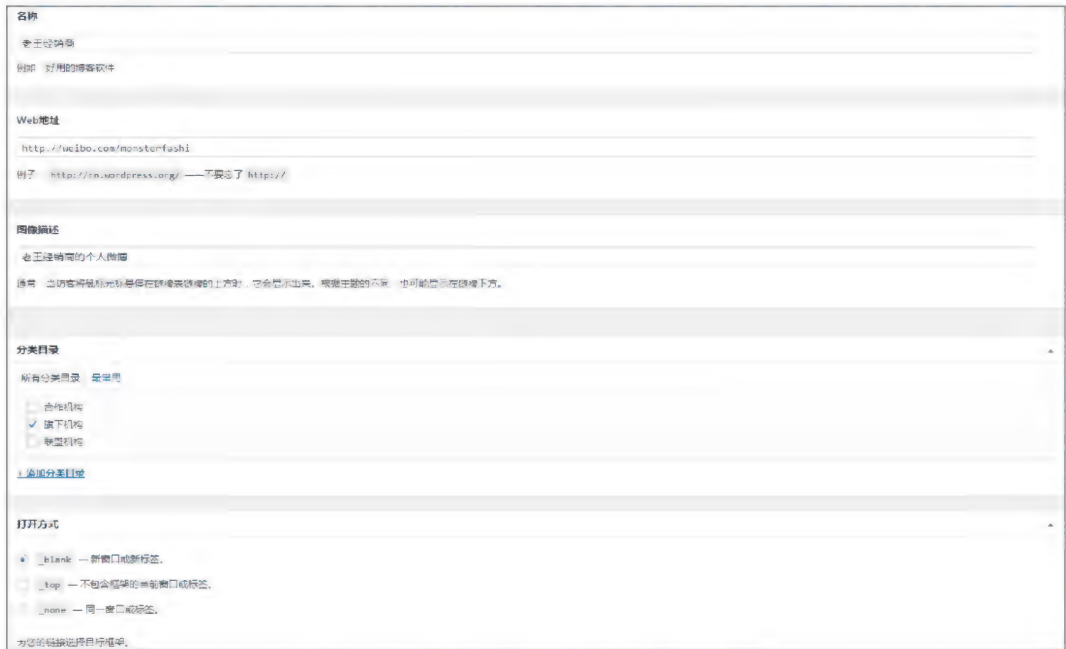 名称
老王经销商
例如 好用的博客软件
Web地址
http://weibo.com/monsterfashi
例子 http://cn.wordpress.org/ ——不要忘了 http://
图像描述
老王经销商的个人微博
通常 当访客将鼠标光标悬停在链接表链接的上方时，它会显示出来。根据主题的不同 也可能显示在链接下方。
分类目录
所有分类目录 最常用
合作机构
旗下机构
联盟机构
+ 添加分类目录
打开方式
_blank — 新窗口或新标签。
_top — 不包含框架的当前窗口或标签。
_none — 同一窗口或标签。
为您的链接选择目标框架。